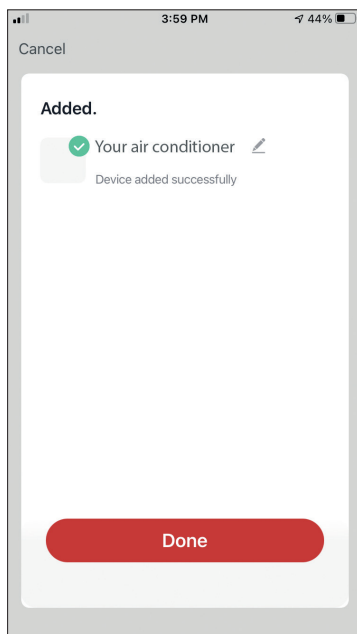 3:59 PM
44%
Cancel
Added.
Your air conditioner
Device added successfully
Done